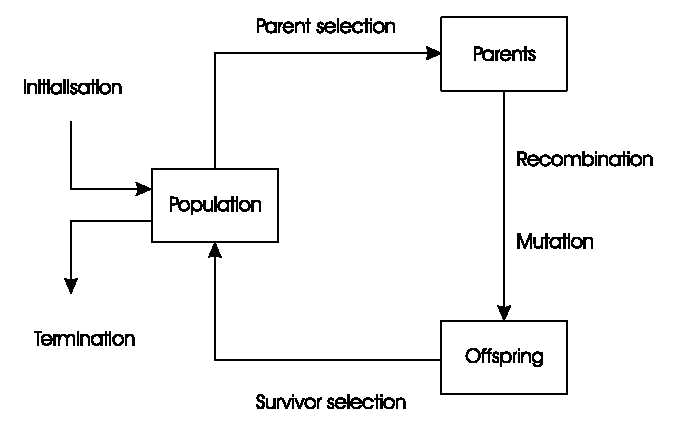 Parent selection
Parents
Initialisation
Recombination
Population
Mutation
Termination
Offspring
Survivor selection